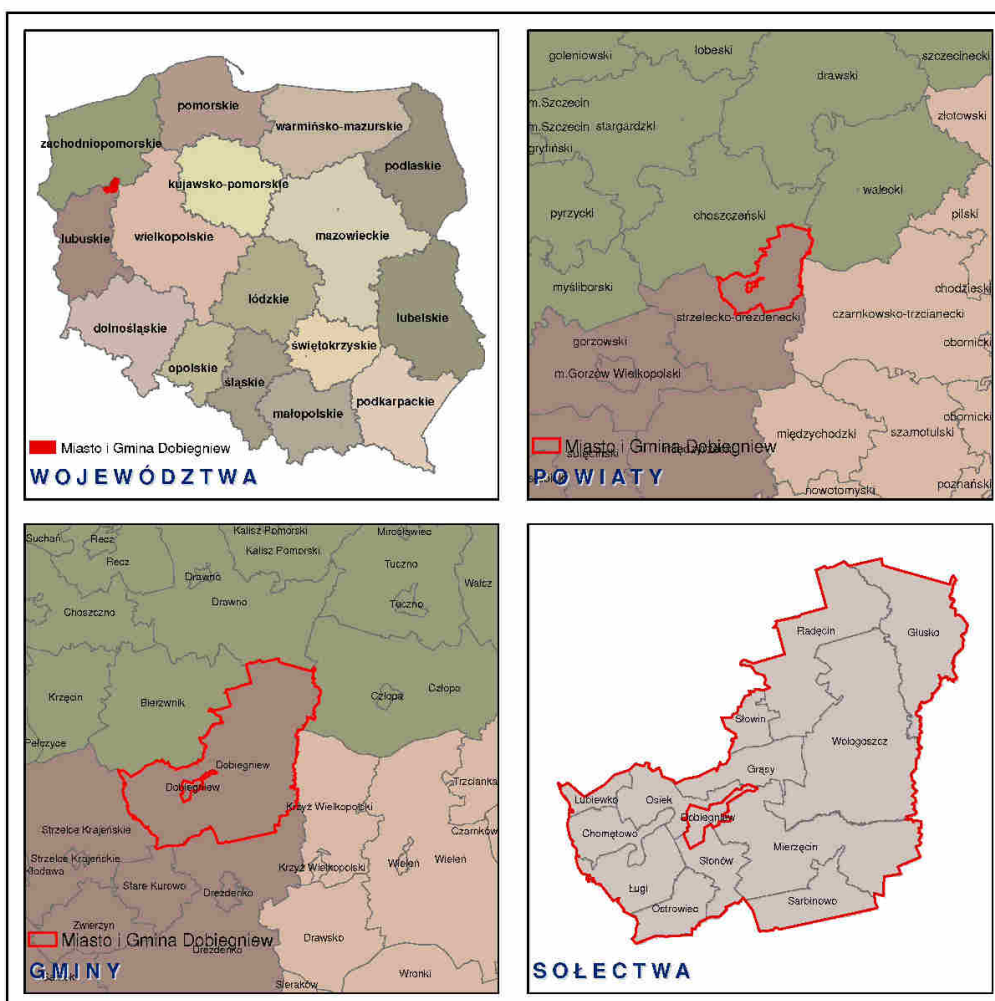 pomorskie
warmińsko-mazurskie
zachodniopomorskie
podlaskie
kujawsko-pomorskie
lubuskie
wielkopolskie
mazowieckie
łódzkie
dolnośląskie
lubelskie
opolskie
śląskie
świętokrzyskie
małopolskie
podkarpackie
Miasto i Gmina Dobiegniew
WOJEWÓDZTWA
goleniowski
łobeski
szczecinecki
drawski
m.Szczecin
złotowski
m.Szczecin
stargardzki
gryfiński
wałecki
pyrzycki
choszczeński
pilski
myśliborski
chodzieski
strzelecko-drezdenecki
czarnkowsko-trzcianecki
gorzowski
obornicki
m.Gorzów Wielkopolski
obornicki
międzychodzki
szamotulski
Miasto i Gmina Dobiegniew
sulęciński
poznański
nowotomyski
POWIATY
Suchań
Recz
Kalisz Pomorski
Mirosławiec
Recz
Kalisz Pomorski
Tuczno
Drawno
Wałcz
Choszczno
Drawno
Tuczno
Krzęcin
Bierzwnik
Człopa
Człopa
Pełczyce
Dobiegniew
Dobiegniew
Trzcianka
Krzyż Wielkopolski
Strzelce Krajeńskie
Czarnków
Strzelce Krajeńskie
Krzyż Wielkopolski
Wieleń
Wieleń
Kłodawa
Stare Kurowo
Drezdenko
Zwierzyn
Drawsko
Miasto i Gmina Dobiegniew
Drezdenko
Sieraków
Wronki
GMINY
Radęcin
Głusko
Słowin
Wołogoszcz
Grąsy
Lubiewko
Osiek
Dobiegniew
Chomętowo
Mierzęcin
Słonów
Ługi
Ostrowiec
Sarbinowo
SOŁECTWA